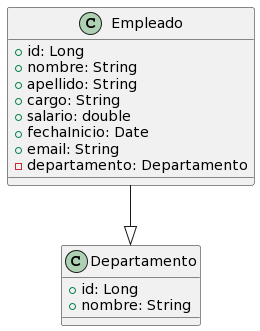 C Empleado
id: Long
nombre: String
apellido: String
cargo: String
salario: double
fechaInicio: Date
email: String
departamento: Departamento
C Departamento
id: Long
nombre: String